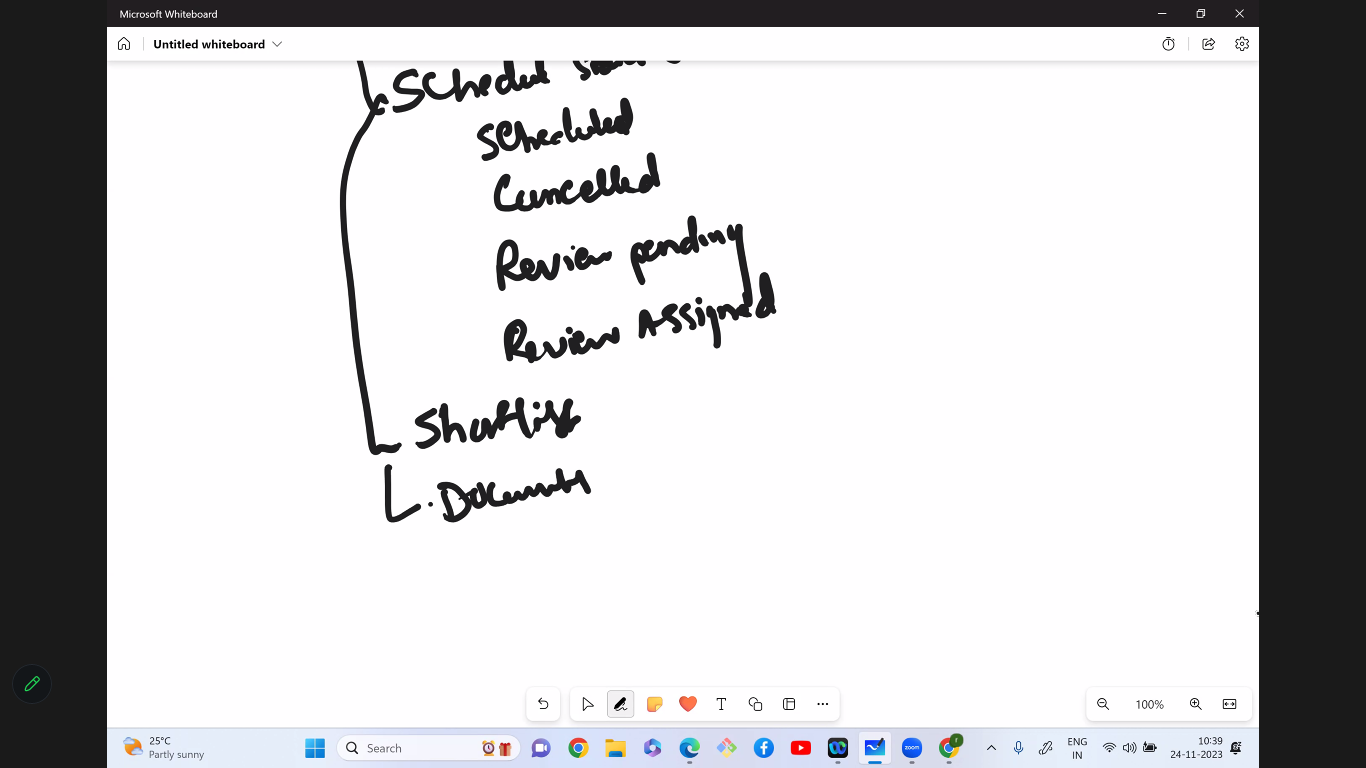 Microsoft Whiteboard
Untitled whiteboard
Schedul
Scheduled
Cancelled
Review pending
Review Assigned
Shortlist
Documents
100%
25°C
Partly sunny
Search
zoom
ENG
IN
10:39
24-11-2023